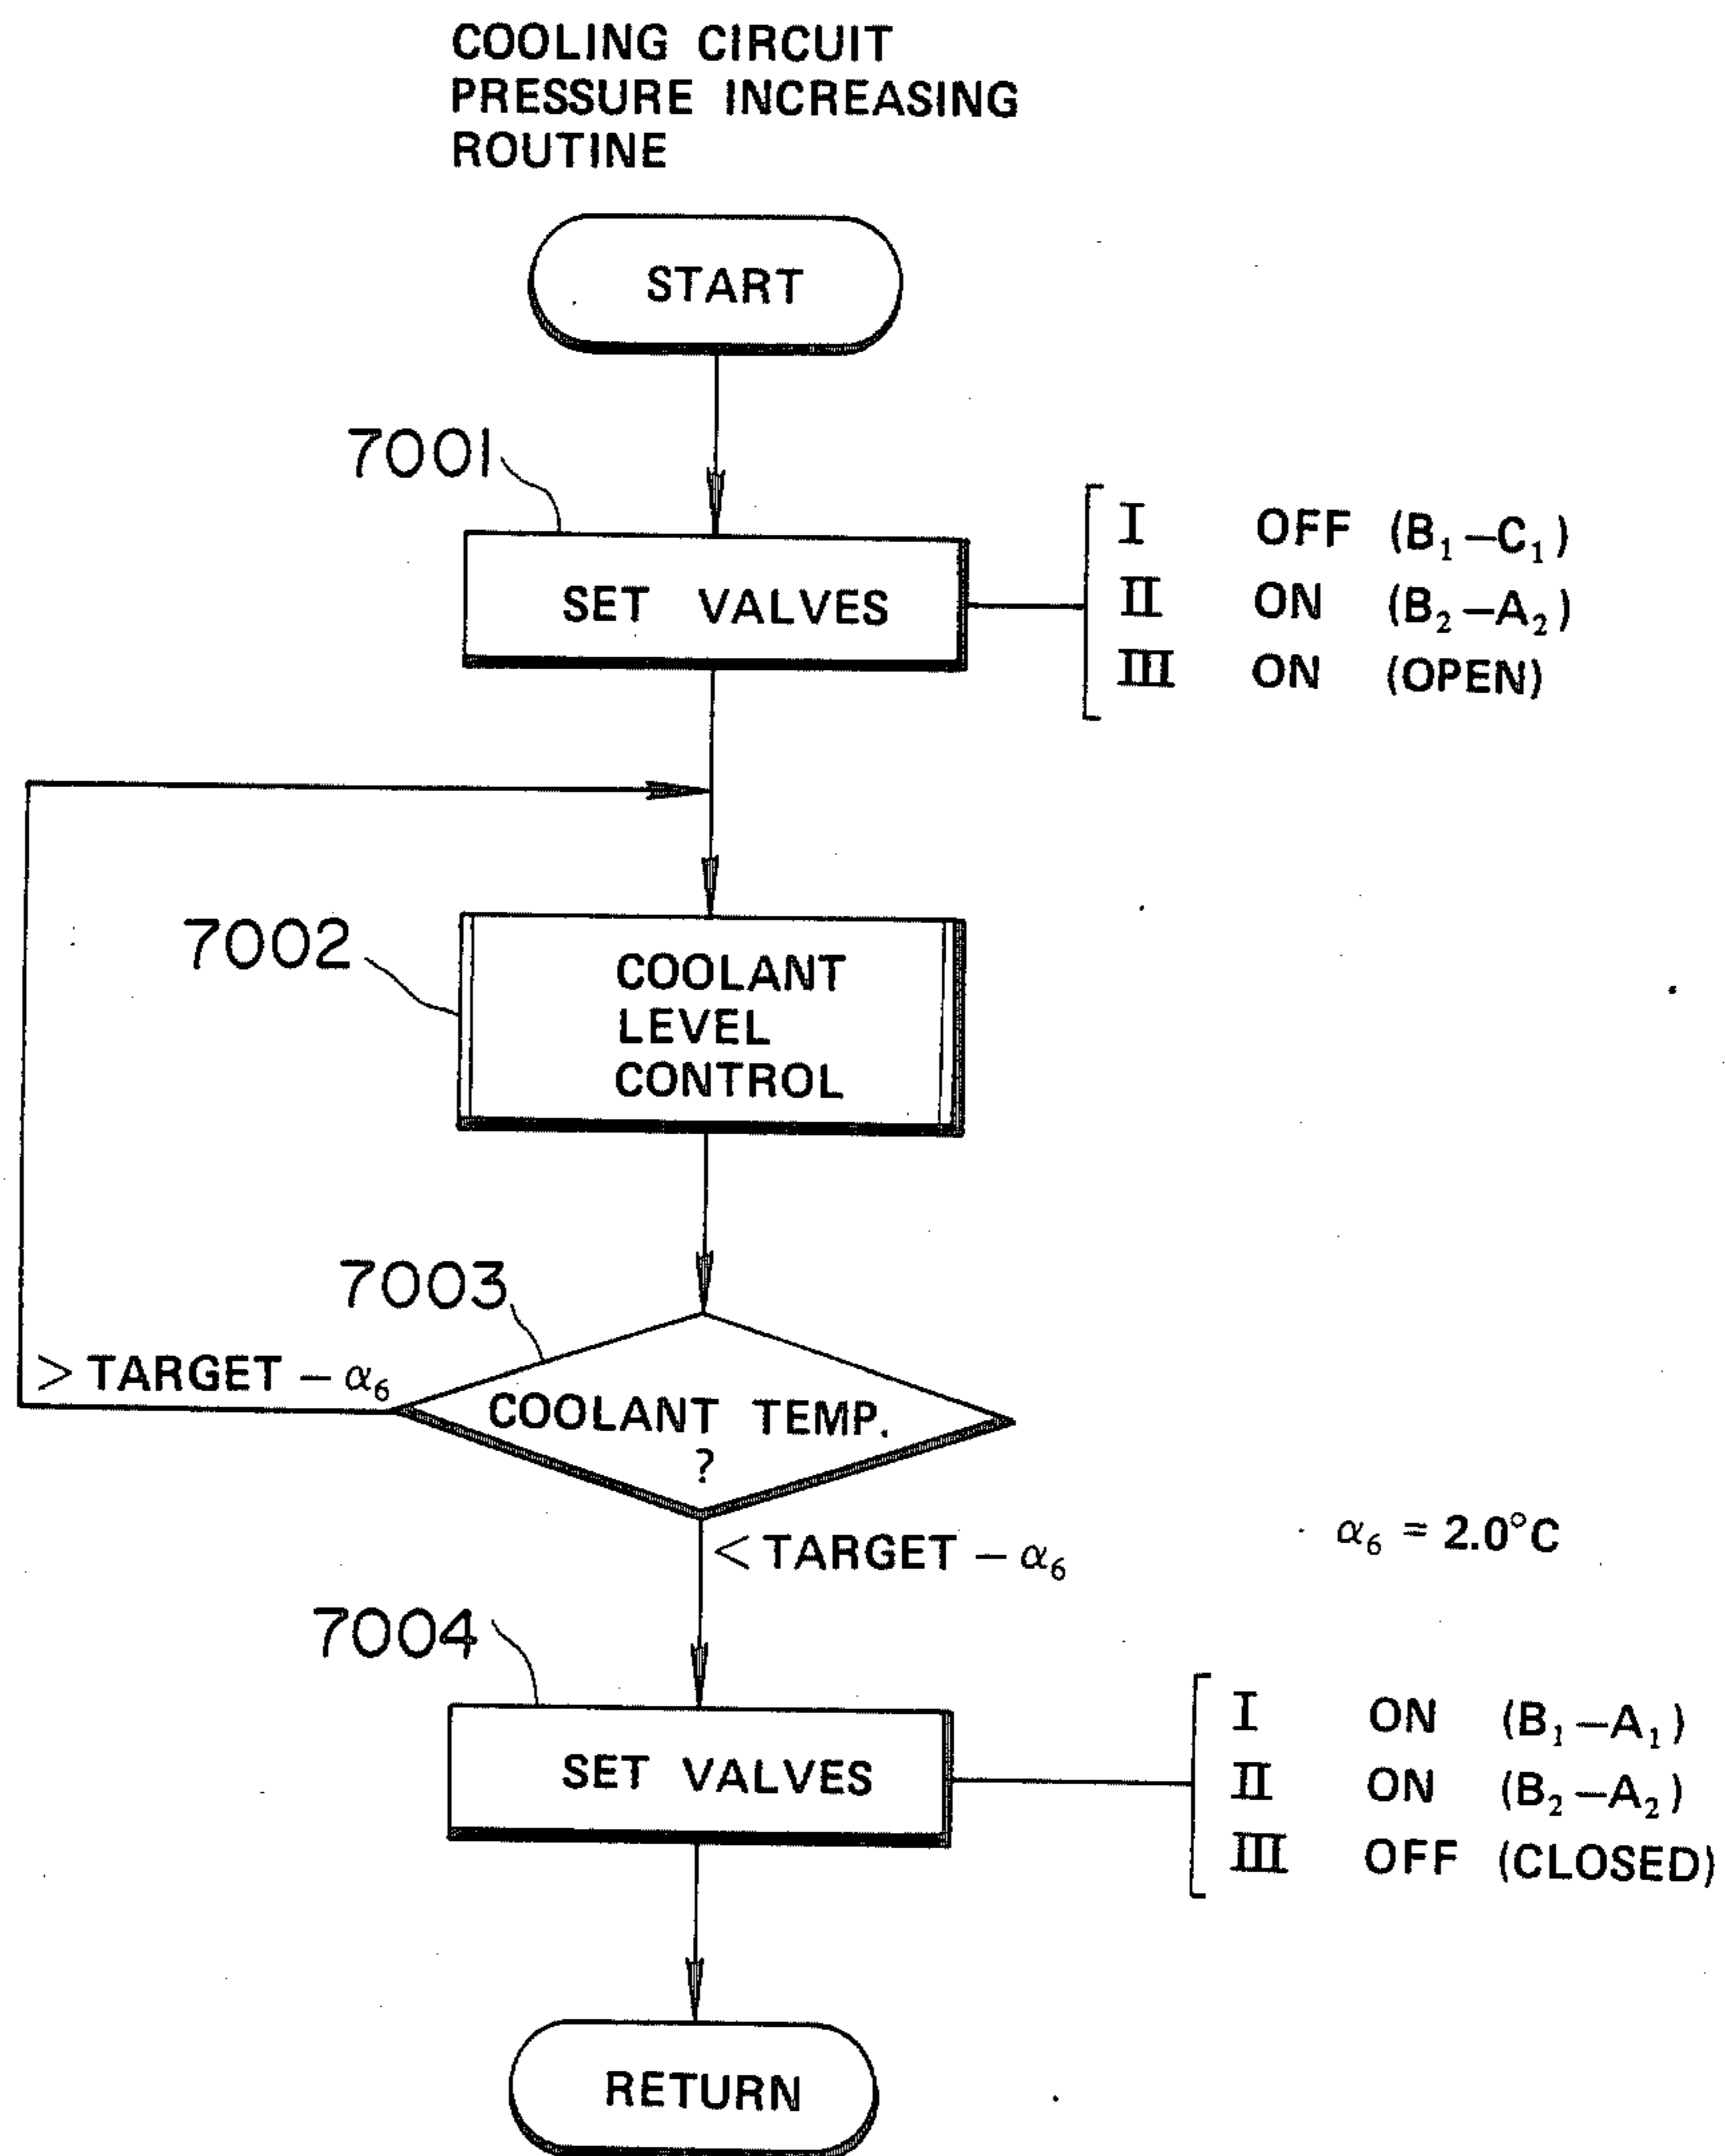 COOLING CIRCUIT
PRESSURE INCREASING
ROUTINE
START
7001
SET VALVES
I OFF (B₁–C₁)
II ON (B₂–A₂)
III ON (OPEN)
7002
COOLANT
LEVEL
CONTROL
7003
> TARGET – α₆
COOLANT TEMP.
?
< TARGET – α₆
α₆ = 2.0°C
7004
SET VALVES
I ON (B₁–A₁)
II ON (B₂–A₂)
III OFF (CLOSED)
RETURN